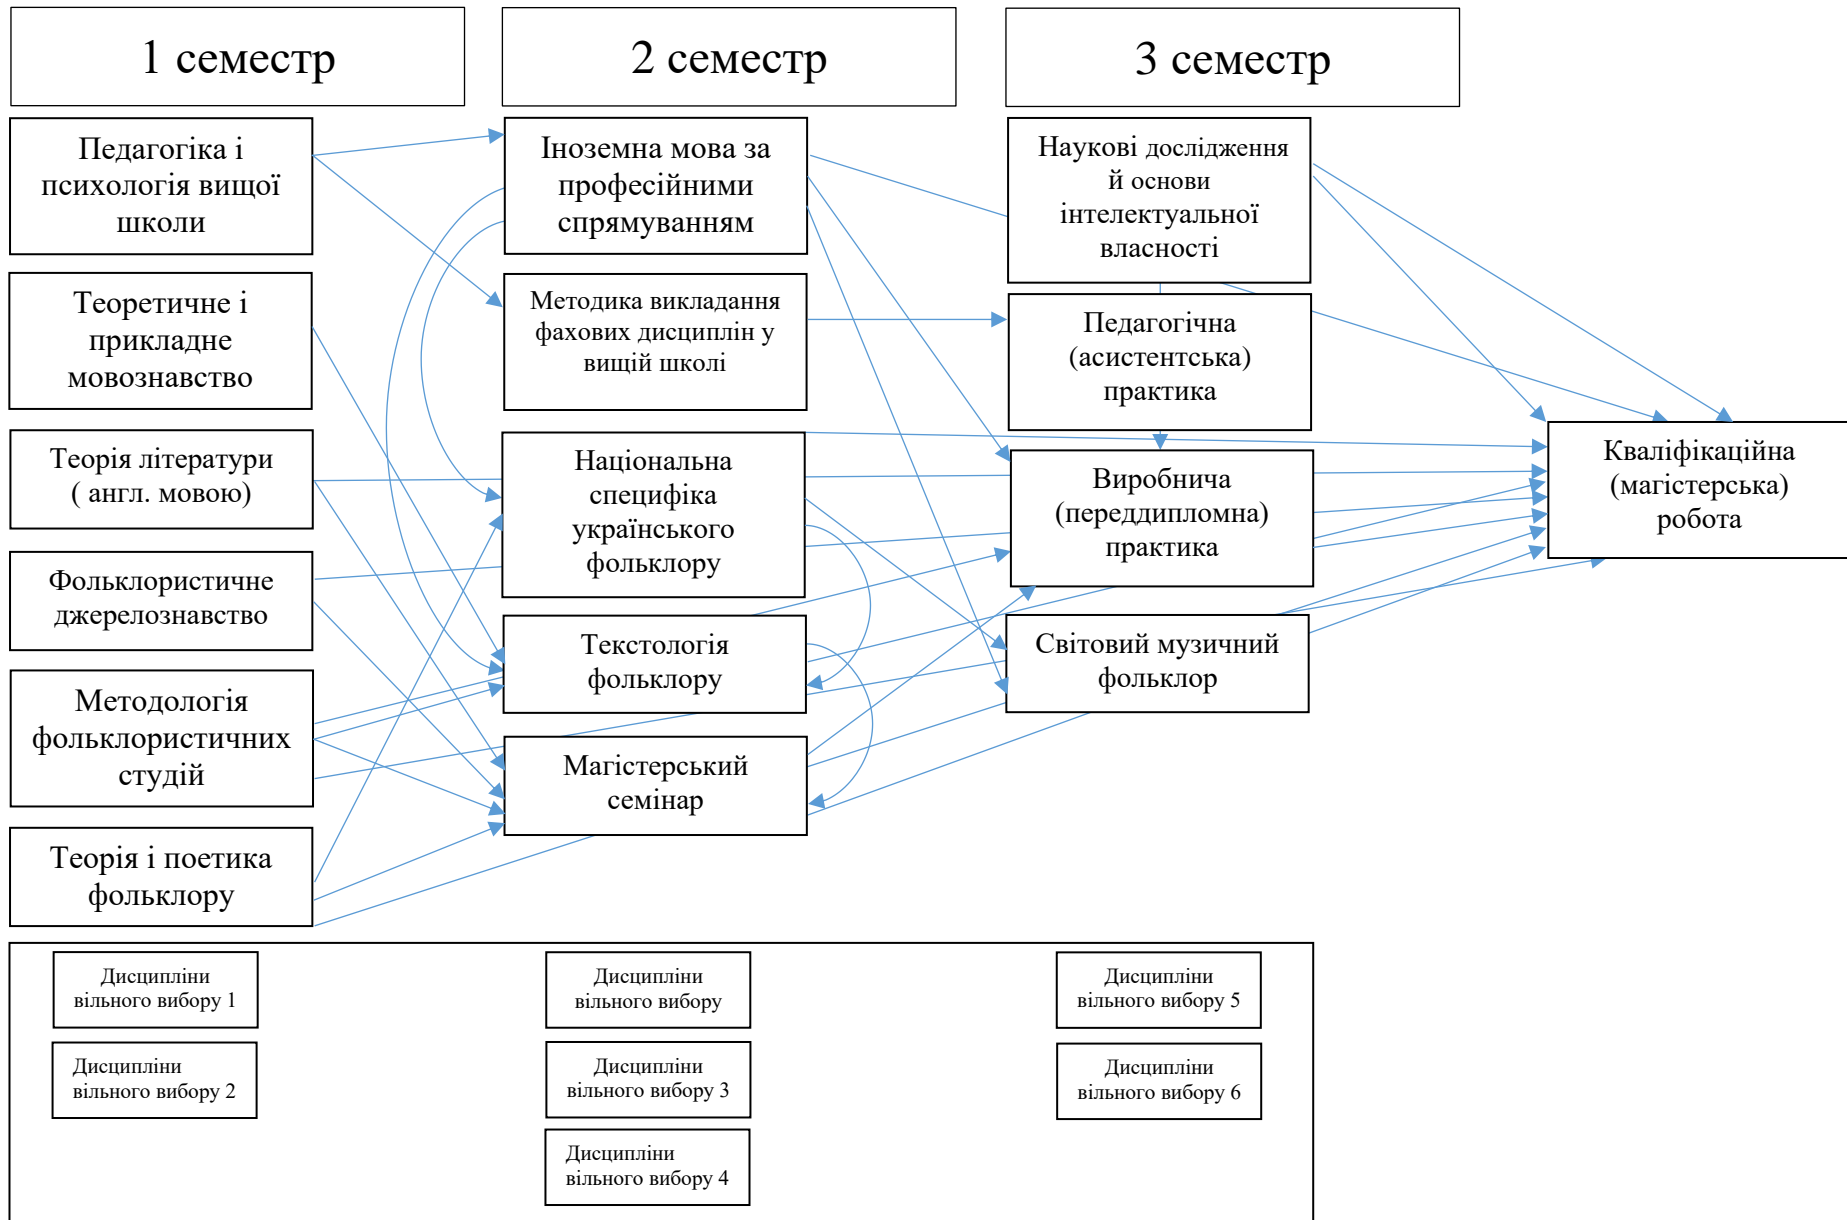 1 семестр
2 семестр
3 семестр
Педагогіка і
психологія вищої
школи
Теоретичне і
прикладне
мовознавство
Теорія літератури
( англ. мовою)
Фольклористичне
джерелознавство
Методологія
фольклористичних
студій
Теорія і поетика
фольклору
Іноземна мова за
професійними
спрямуванням
Методика викладання
фахових дисциплін у
вищій школі
Національна
специфіка
українського
фольклору
Текстологія
фольклору
Магістерський
семінар
Наукові дослідження
й основи
інтелектуальної
власності
Педагогічна
(асистентська)
практика
Виробнича
(переддипломна)
практика
Світовий музичний
фольклор
Кваліфікаційна
(магістерська)
робота
Дисципліни
вільного вибору 1
Дисципліни
вільного вибору 2
Дисципліни
вільного вибору
Дисципліни
вільного вибору 3
Дисципліни
вільного вибору 4
Дисципліни
вільного вибору 5
Дисципліни
вільного вибору 6